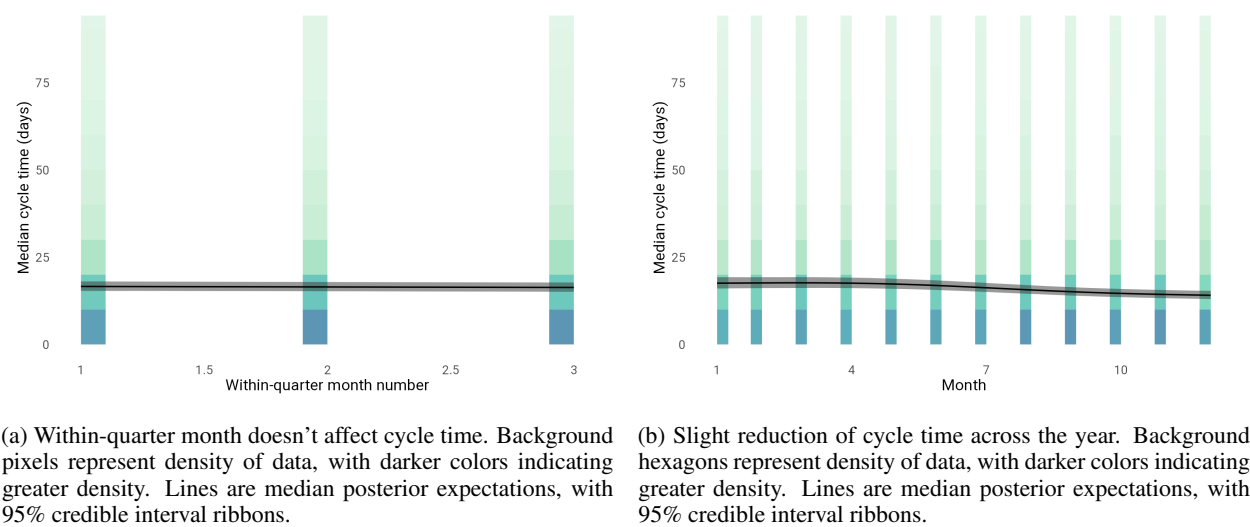 75
50
25
0
Median cycle time (days)
1
1.5
2
2.5
3
Within-quarter month number
75
50
25
0
Median cycle time (days)
1
4
7
10
Month
(a) Within-quarter month doesn't affect cycle time. Background
pixels represent density of data, with darker colors indicating
greater density. Lines are median posterior expectations, with
95% credible interval ribbons.
(b) Slight reduction of cycle time across the year. Background
hexagons represent density of data, with darker colors indicating
greater density. Lines are median posterior expectations, with
95% credible interval ribbons.